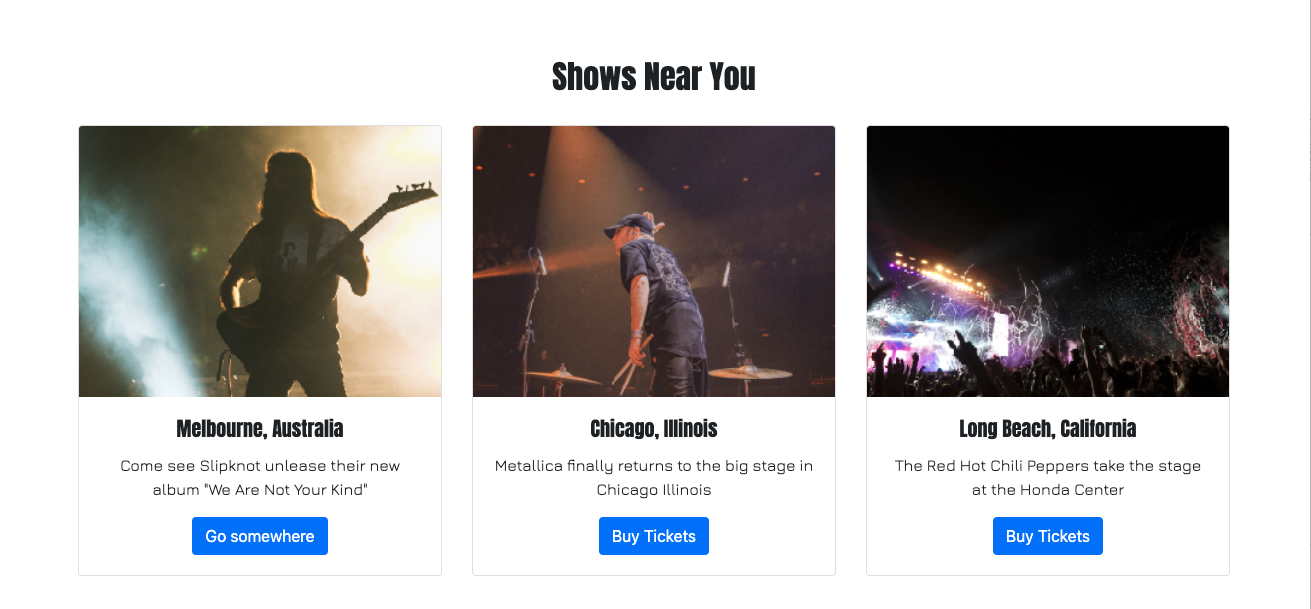 Shows Near You
Melbourne, Australia
Come see Slipknot unlease their new
album "We Are Not Your Kind"
Go somewhere
Chicago, Illinois
Metallica finally returns to the big stage in
Chicago Illinois
Buy Tickets
Long Beach, California
The Red Hot Chili Peppers take the stage
at the Honda Center
Buy Tickets